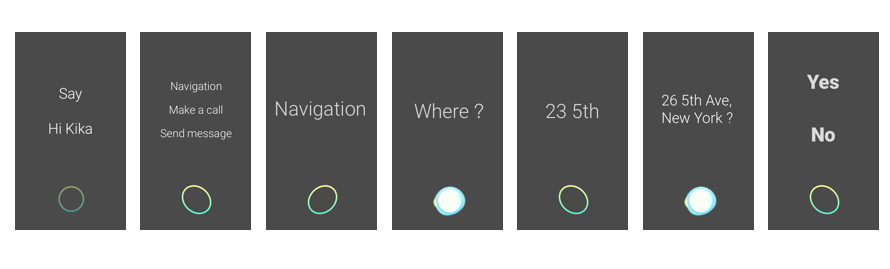 Say
Hi Kika
Navigation
Make a call
Send message
Navigation
Where ?
23 5th
26 5th Ave,
New York ?
Yes
No